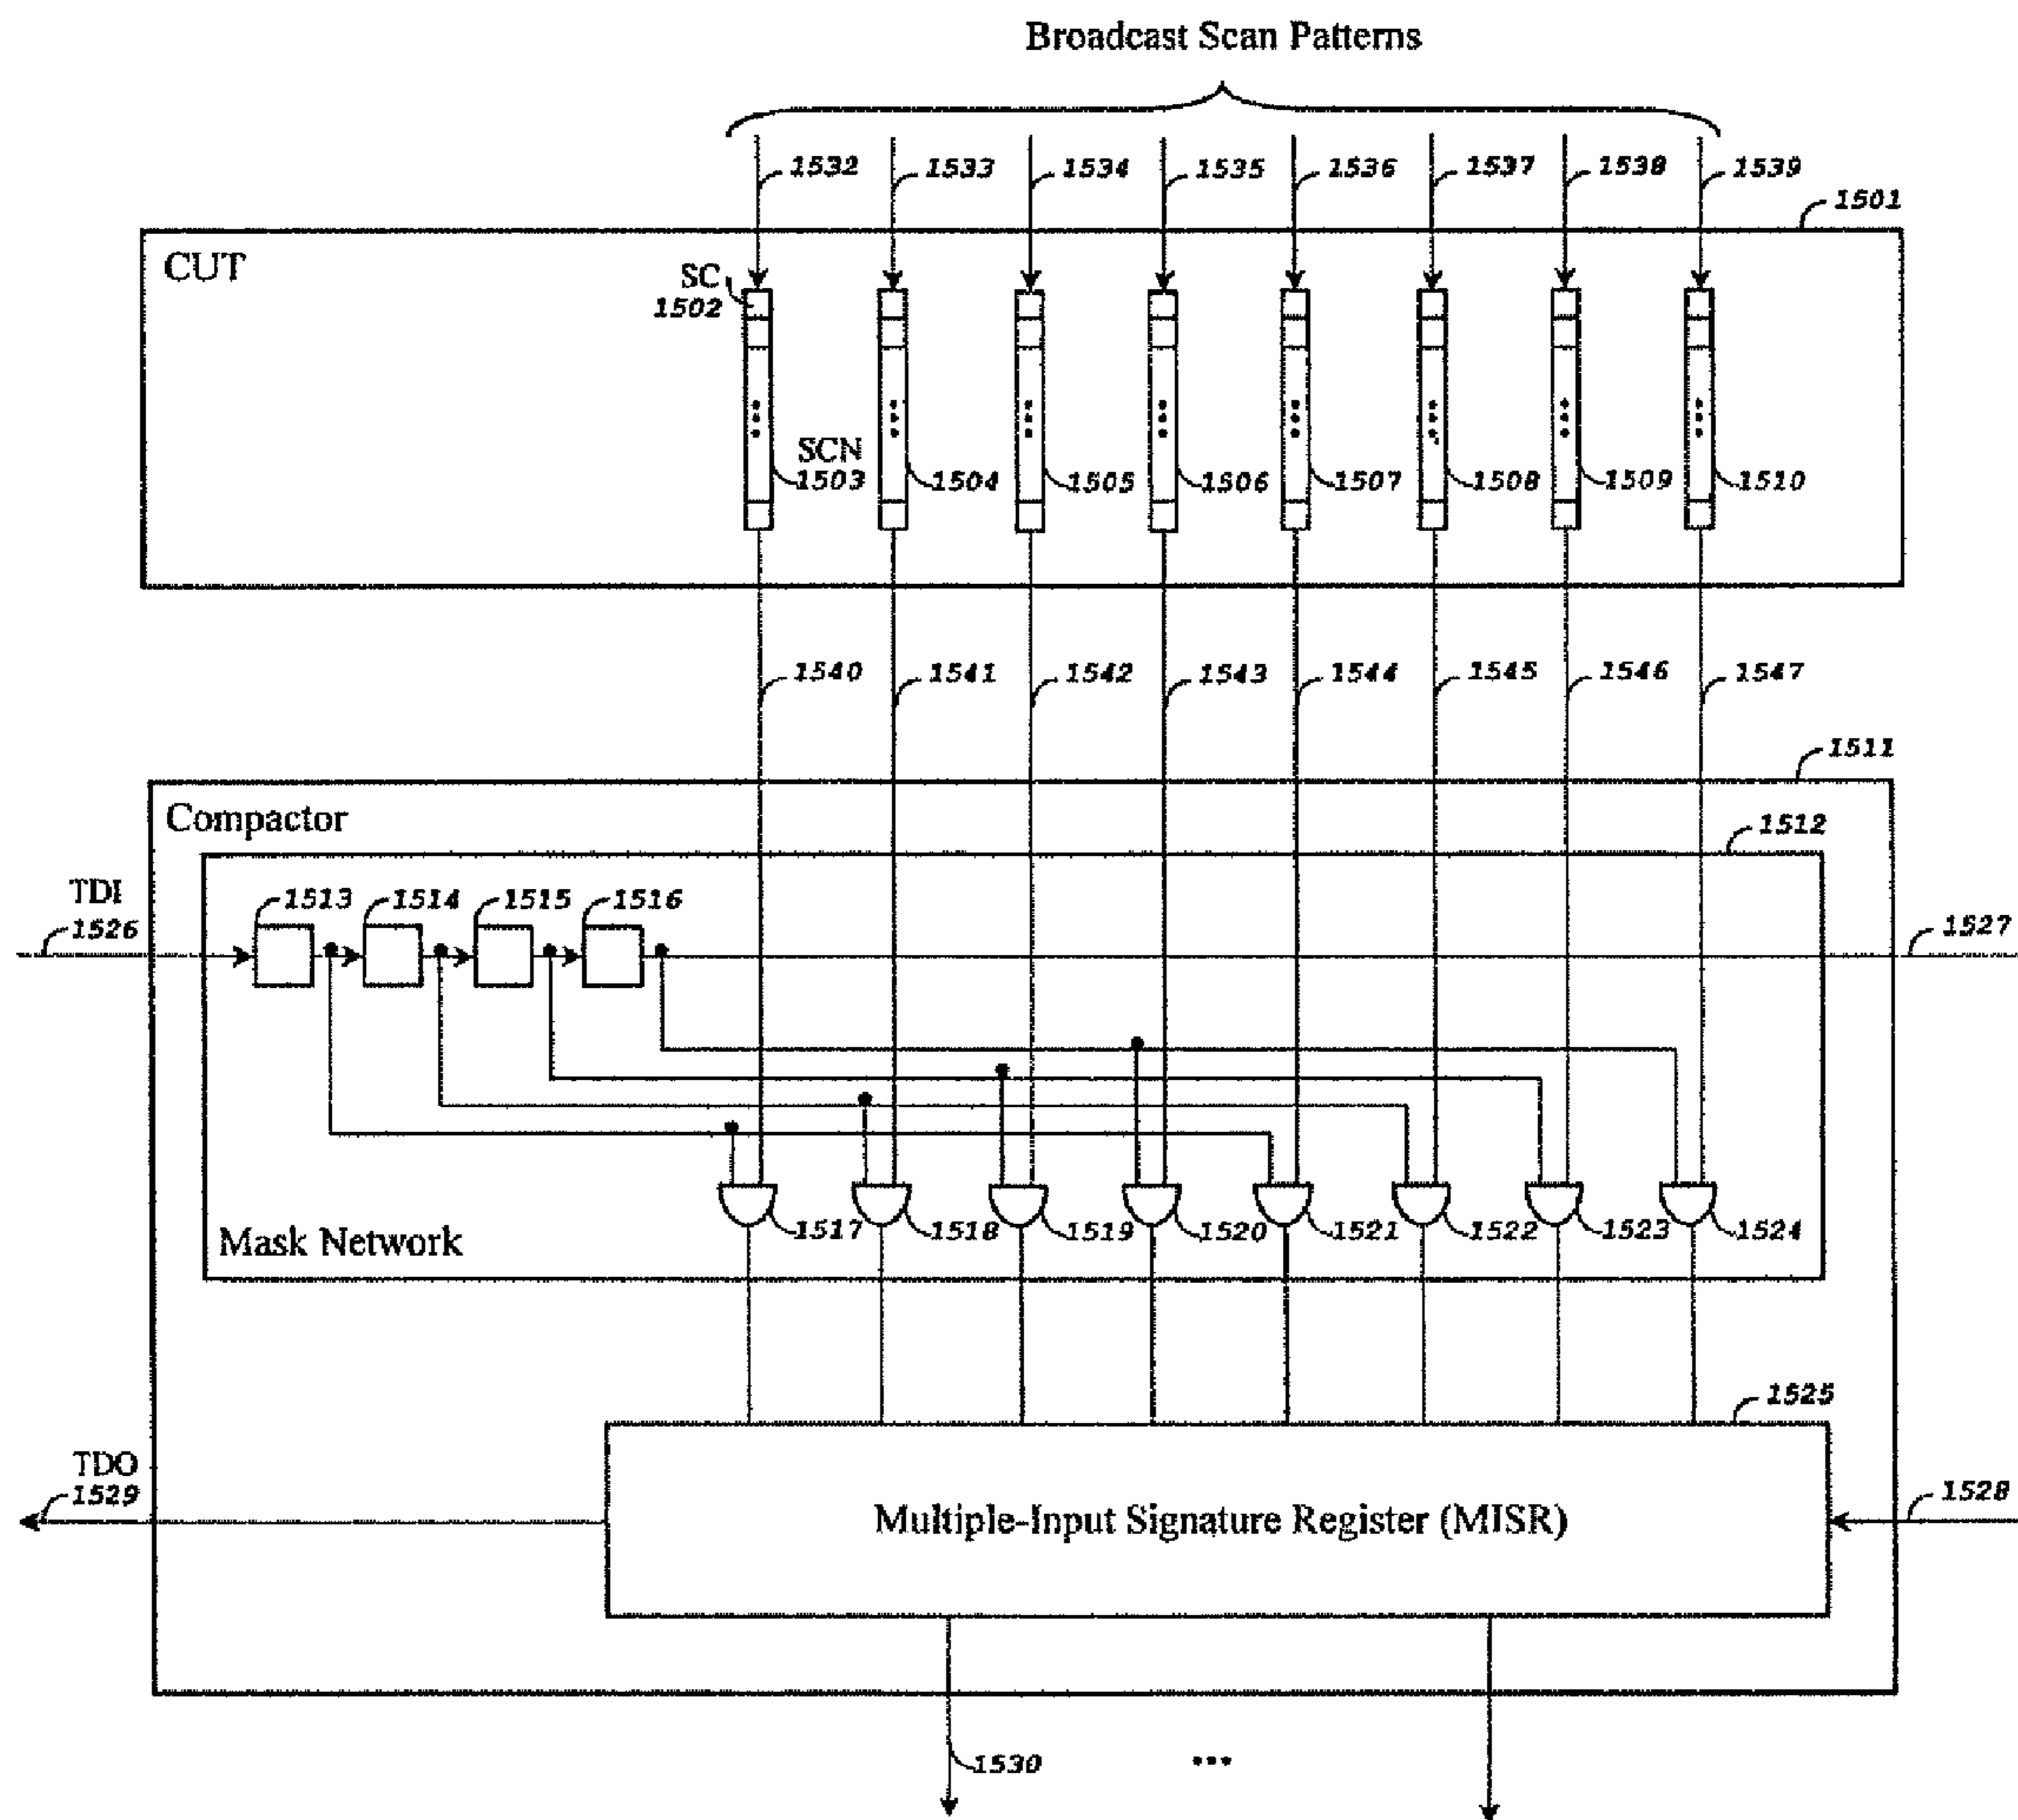 Broadcast Scan Patterns
1532 1533 1534 1535 1536 1537 1538 1539
1501
CUT
SC
1502
SCN
1503 1504 1505 1506 1507 1508 1509 1510
1540 1541 1542 1543 1544 1545 1546 1547
1511
Compactor
1512
TDI
1526
1513 1514 1515 1516
1527
1517 1518 1519 1520 1521 1522 1523 1524
Mask Network
1525
TDO
1529
Multiple-Input Signature Register (MISR)
1528
1530 ...